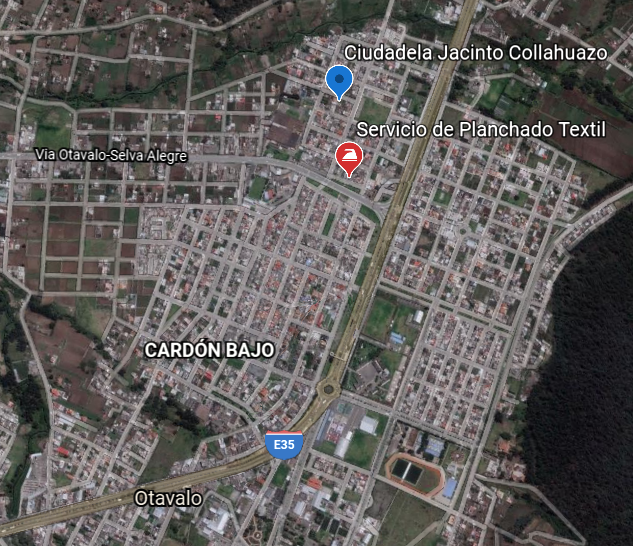 Ciudadela Jacinto Collahuazo
Servicio de Planchado Textil
Via Otavalo-Selva Alegre
CARDÓN BAJO
E35
Otavalo